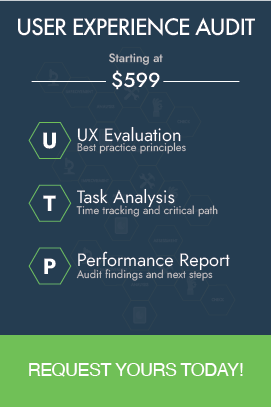 USER EXPERIENCE AUDIT
Starting at
$599
U
UX Evaluation
Best practice principles
T
Task Analysis
Time tracking and critical path
P
Performance Report
Audit findings and next steps
REQUEST YOURS TODAY!